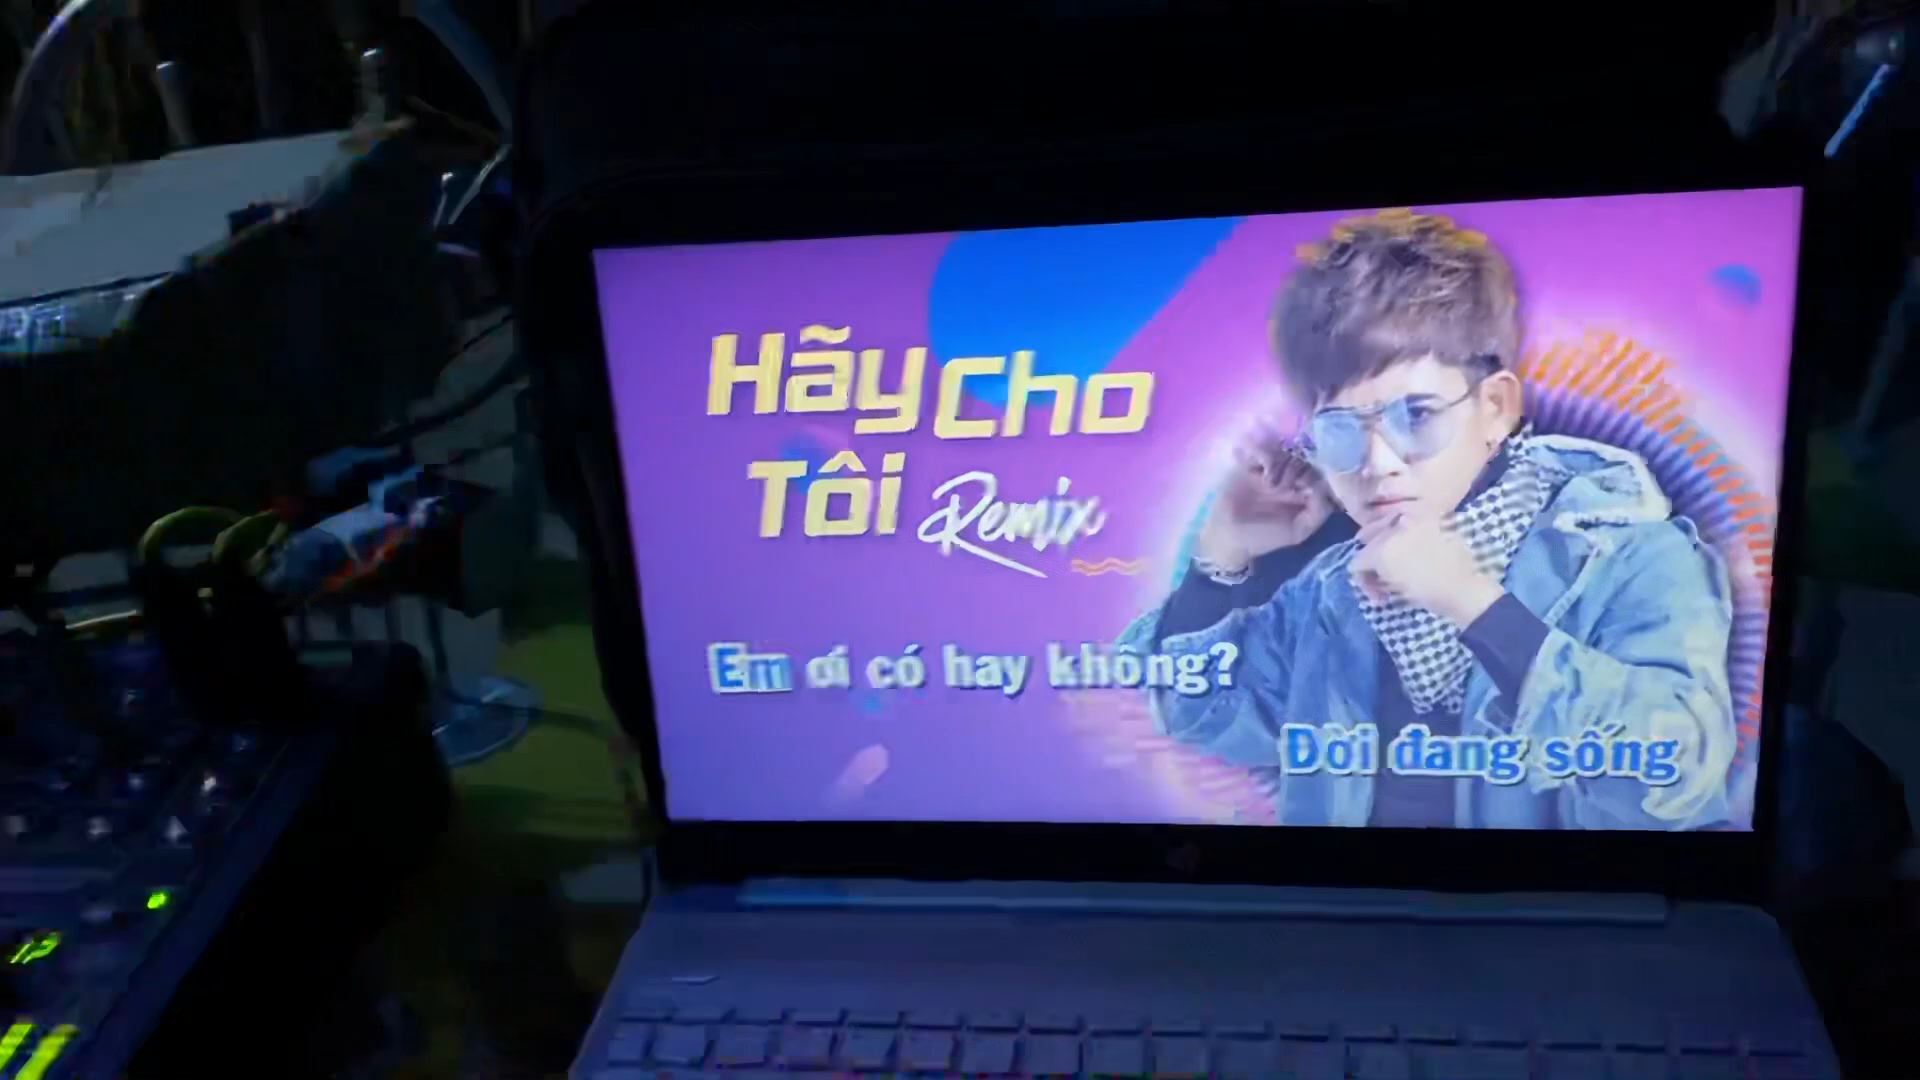 Hãy Cho
Tôi Remix
Em ơi có hay không?
Đời đang sống